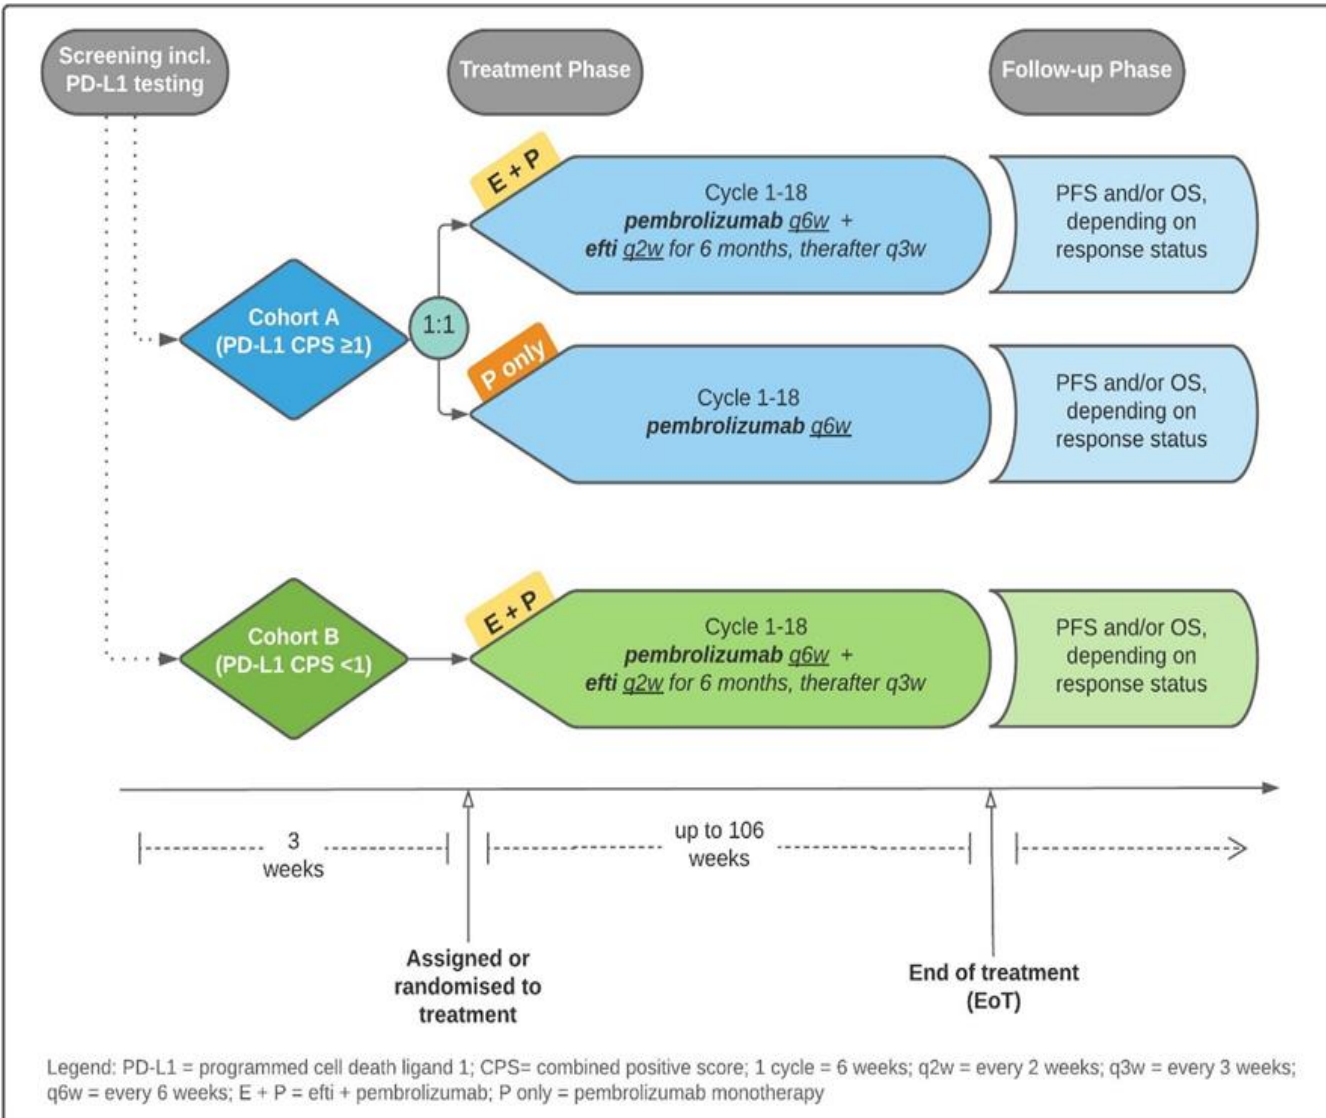 Screening incl.
PD-L1 testing
Treatment Phase
Follow-up Phase
E + P
Cycle 1-18
pembrolizumab q6w +
efti q2w for 6 months, therafter q3w
PFS and/or OS,
depending on
response status
Cohort A
(PD-L1 CPS ≥1)
1:1
P only
Cycle 1-18
pembrolizumab q6w
PFS and/or OS,
depending on
response status
Cohort B
(PD-L1 CPS <1)
E + P
Cycle 1-18
pembrolizumab q6w +
efti q2w for 6 months, therafter q3w
PFS and/or OS,
depending on
response status
3
weeks
up to 106
weeks
Assigned or
randomised to
treatment
End of treatment
(EoT)
Legend: PD-L1 = programmed cell death ligand 1; CPS= combined positive score; 1 cycle = 6 weeks; q2w = every 2 weeks; q3w = every 3 weeks;
q6w = every 6 weeks; E + P = efti + pembrolizumab; P only = pembrolizumab monotherapy